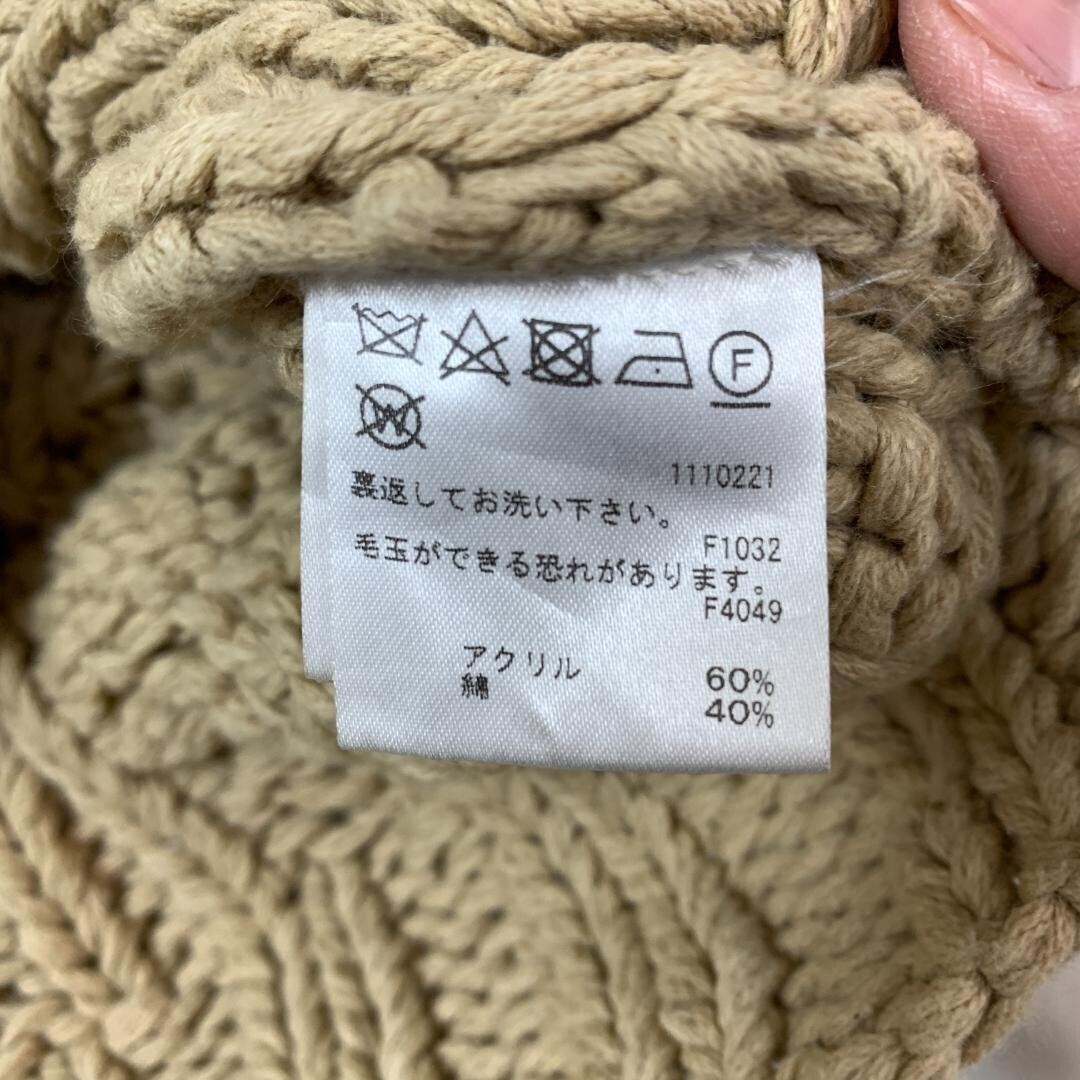 F
W
1110221
裏返してお洗い下さい。
F1032
毛玉ができる恐れがあります。
F4049
アクリル 60%
綿 40%